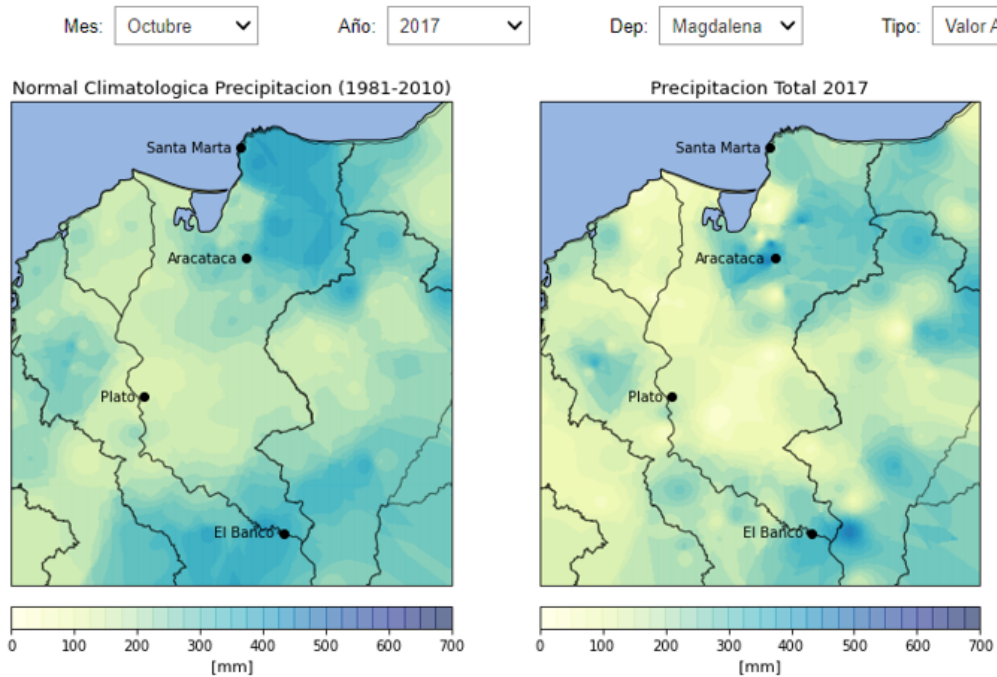 Mes: Octubre Año: 2017 Dep: Magdalena Tipo: Valor A
Normal Climatologica Precipitacion (1981-2010) Precipitacion Total 2017
Santa Marta Santa Marta
Aracataca Aracataca
Plato Plato
El Banco El Banco
0 100 200 300 400 500 600 700 0 100 200 300 400 500 600 700
[mm] [mm]